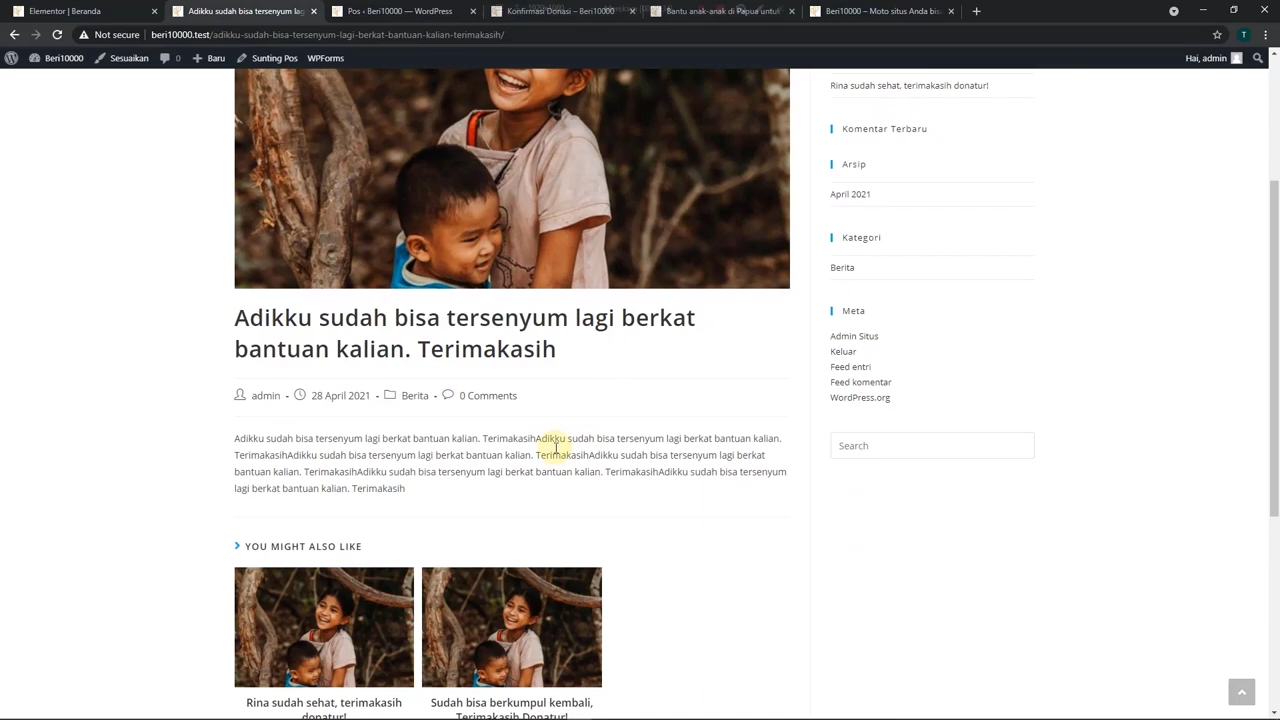 Elementor | Beranda
Adikku sudah bisa tersenyum lag
Pos ‹ Beri10000 — WordPress
Konfirmasi Donasi – Beri10000
Bantu anak-anak di Papua untuk
Beri10000 – Moto situs Anda bis
Not secure
beri10000.test/adikku-sudah-bisa-tersenyum-lagi-berkat-bantuan-kalian-terimakasih/
T
Beri10000
Sesuaikan
0
Baru
Sunting Pos
WPForms
Hai, admin
Rina sudah sehat, terimakasih donatur!
Komentar Terbaru
Arsip
April 2021
Kategori
Berita
Meta
Admin Situs
Keluar
Feed entri
Feed komentar
WordPress.org
Search
Adikku sudah bisa tersenyum lagi berkat
bantuan kalian. Terimakasih
admin - 28 April 2021 - Berita - 0 Comments
Adikku sudah bisa tersenyum lagi berkat bantuan kalian. TerimakasihAdikku sudah bisa tersenyum lagi berkat bantuan kalian.
TerimakasihAdikku sudah bisa tersenyum lagi berkat bantuan kalian. TerimakasihAdikku sudah bisa tersenyum lagi berkat
bantuan kalian. TerimakasihAdikku sudah bisa tersenyum lagi berkat bantuan kalian. TerimakasihAdikku sudah bisa tersenyum
lagi berkat bantuan kalian. Terimakasih
YOU MIGHT ALSO LIKE
Rina sudah sehat, terimakasih
donatur!
Sudah bisa berkumpul kembali,
Terimakasih Donatur!